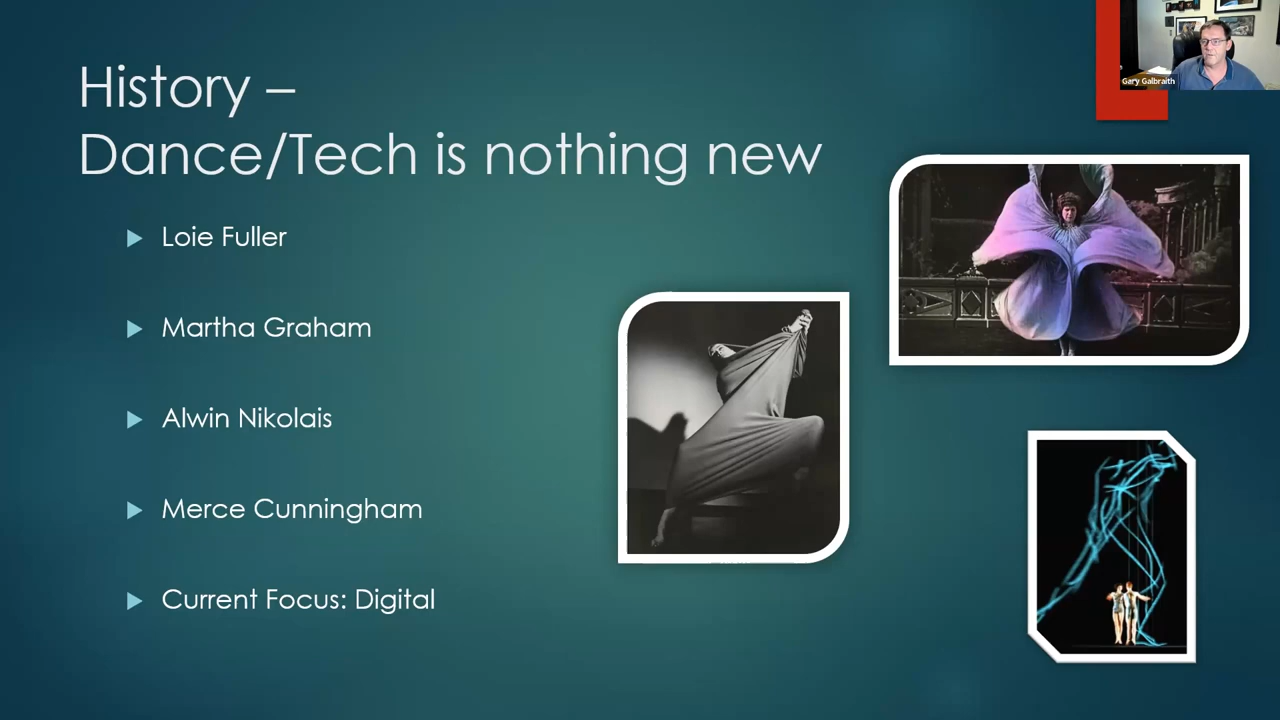 History –
Dance/Tech is nothing new
Loie Fuller
Martha Graham
Alwin Nikolais
Merce Cunningham
Current Focus: Digital
Gary Galbraith